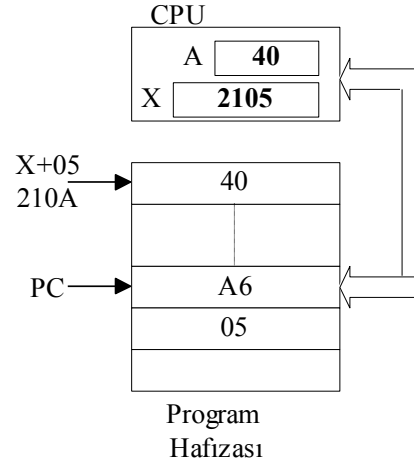 CPU
A 40
X 2105
X+05
210A
40
PC
A6
05
Program
Hafızası